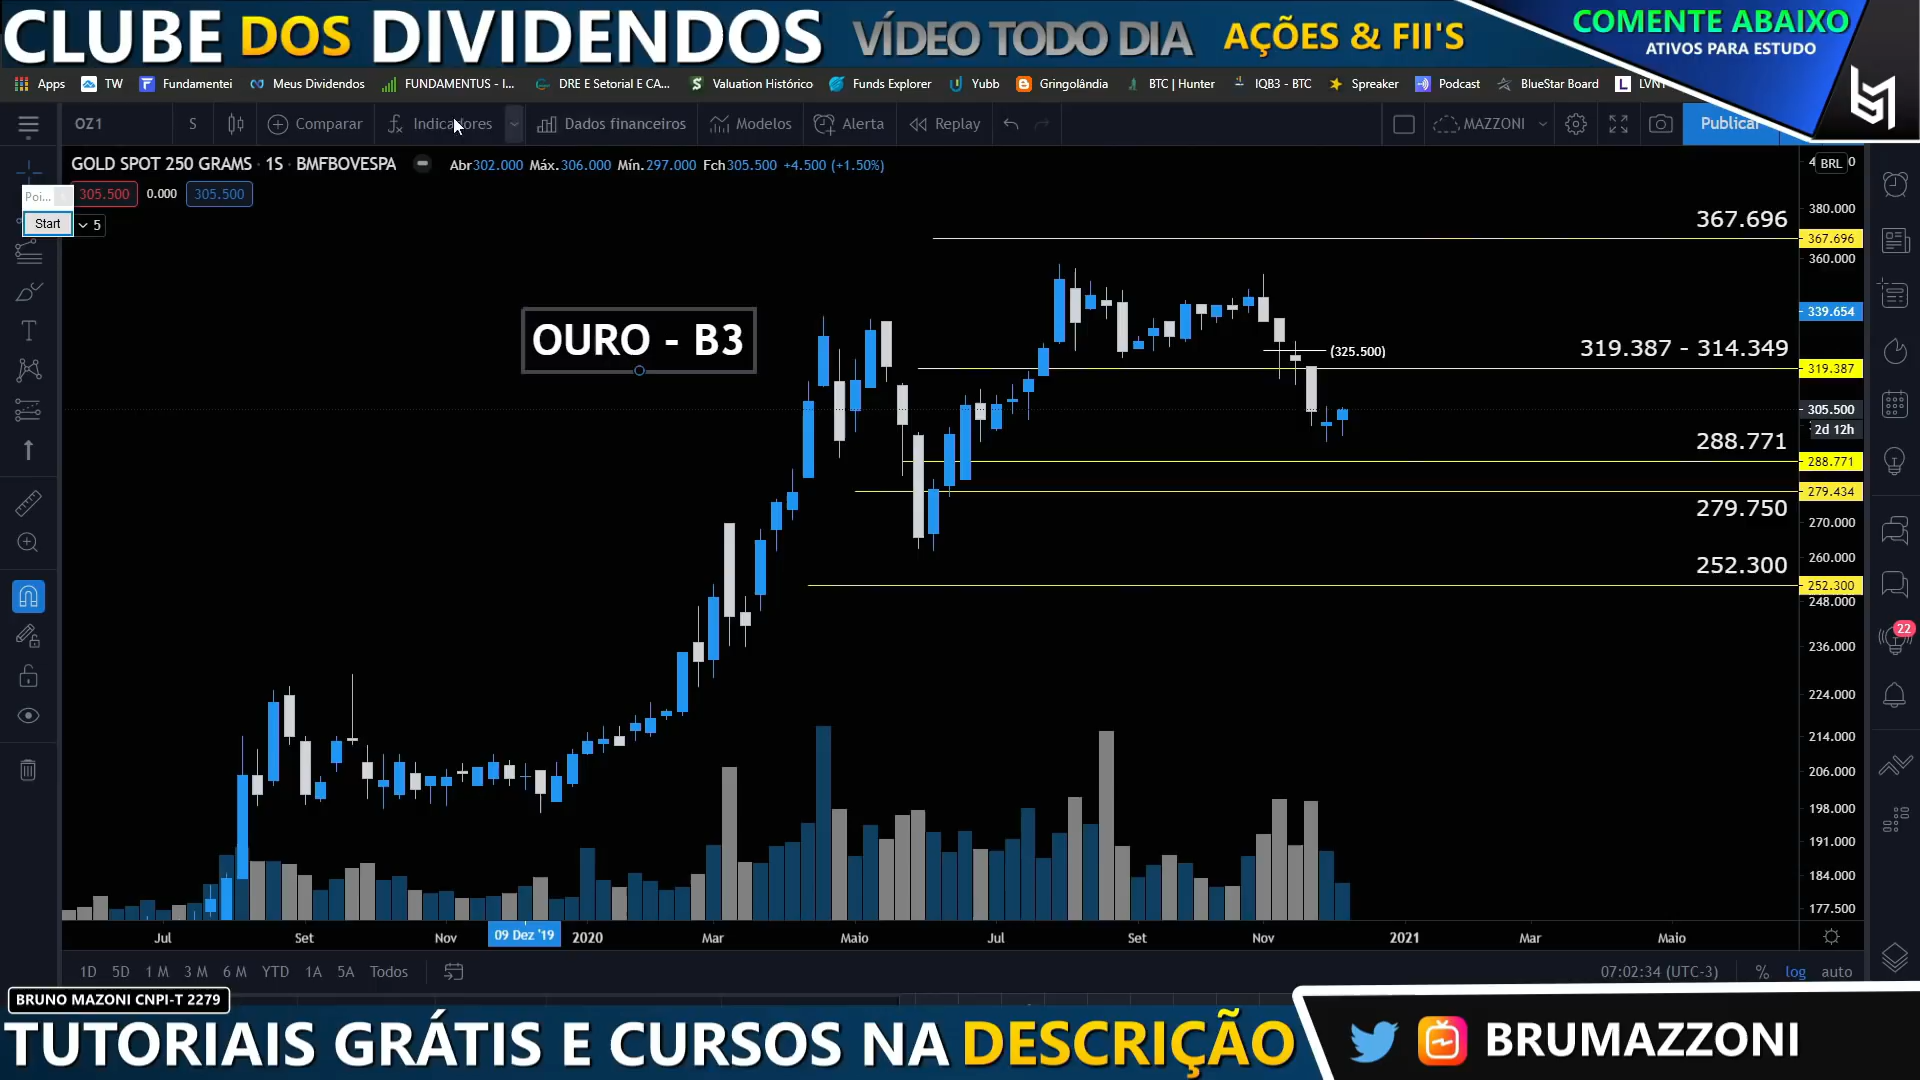 CLUBE DOS DIVIDENDOS VÍDEO TODO DIA AÇÕES & FII'S
COMENTE ABAIXO
ATIVOS PARA ESTUDO
Apps TW Fundamentei Meus Dividendos FUNDAMENTUS - I... DRE E Setorial E CA... Valuation Histórico Funds Explorer Yubb Gringolândia BTC | Hunter IQB3 - BTC Spreaker Podcast BlueStar Board
OZ1 S Comparar Indicadores Dados financeiros Modelos Alerta Replay MAZZONI Publicar
GOLD SPOT 250 GRAMS · 1S · BMFBOVESPA Abr302.000 Máx.306.000 Mín.297.000 Fch305.500 +4.500 (+1.50%)
BRL
Poi... 305.500 0.000 305.500
Start 5
380.000
367.696
367.696
360.000
339.654
OURO - B3
319.387 - 314.349
(325.500)
319.387
305.500
2d 12h
288.771
288.771
279.434
279.750
270.000
260.000
252.300
252.300
248.000
236.000
22
224.000
214.000
206.000
198.000
191.000
184.000
177.500
Jul Set Nov 09 Dez '19 2020 Mar Maio Jul Set Nov 2021 Mar Maio
1D 5D 1 M 3 M 6 M YTD 1A 5A Todos 07:02:34 (UTC-3) % log auto
BRUNO MAZONI CNPI-T 2279
TUTORIAIS GRÁTIS E CURSOS NA DESCRIÇÃO
BRUMAZZONI